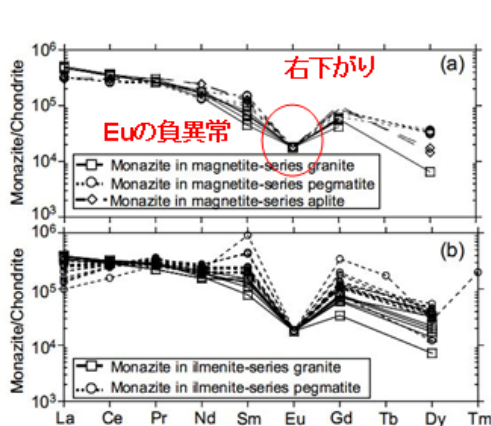 10⁶
右下がり
(a)
Monazite/Chondrite
10⁵
Euの負異常
10⁴
Monazite in magnetite-series granite
Monazite in magnetite-series pegmatite
Monazite in magnetite-series aplite
10³
10⁶
(b)
Monazite/Chondrite
10⁵
10⁴
Monazite in ilmenite-series granite
Monazite in ilmenite-series pegmatite
10³
La Ce Pr Nd Sm Eu Gd Tb Dy Tm